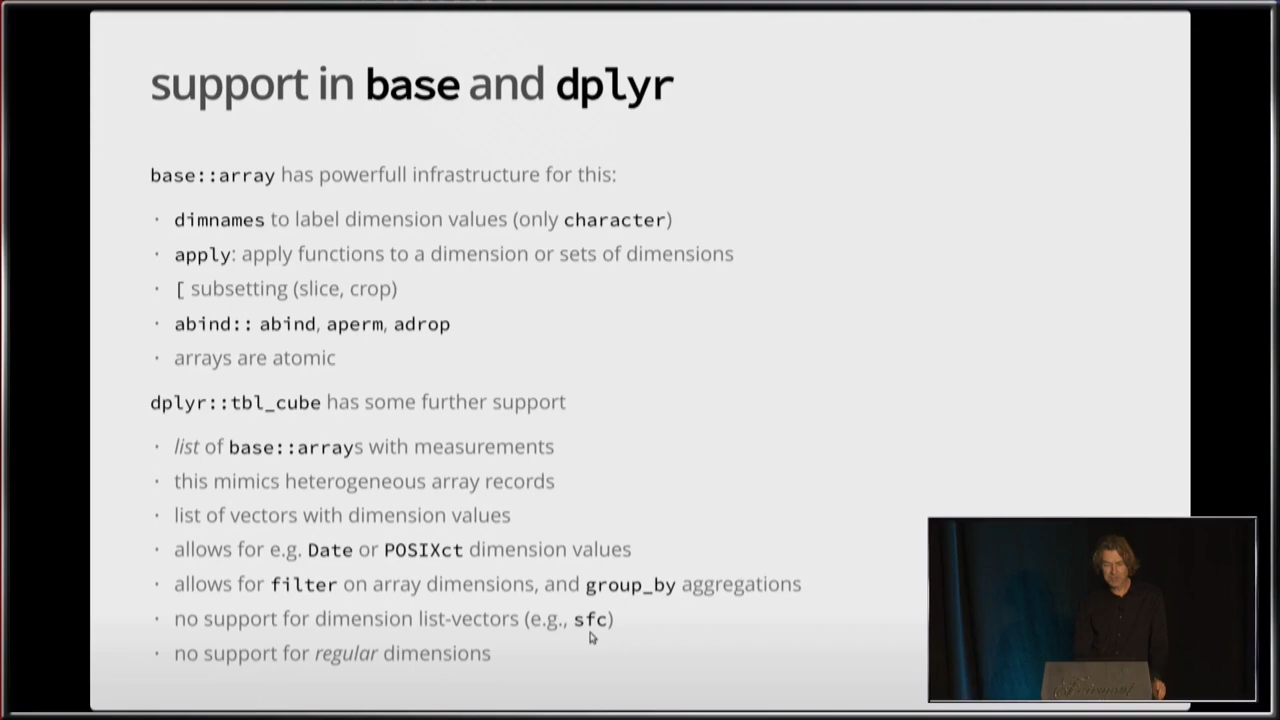 support in base and dplyr
base::array has powerfull infrastructure for this:
· dimnames to label dimension values (only character)
· apply: apply functions to a dimension or sets of dimensions
· [ subsetting (slice, crop)
· abind:: abind, aperm, adrop
· arrays are atomic
dplyr::tbl_cube has some further support
· list of base::arrays with measurements
· this mimics heterogeneous array records
· list of vectors with dimension values
· allows for e.g. Date or POSIXct dimension values
· allows for filter on array dimensions, and group_by aggregations
· no support for dimension list-vectors (e.g., sfc)
· no support for regular dimensions